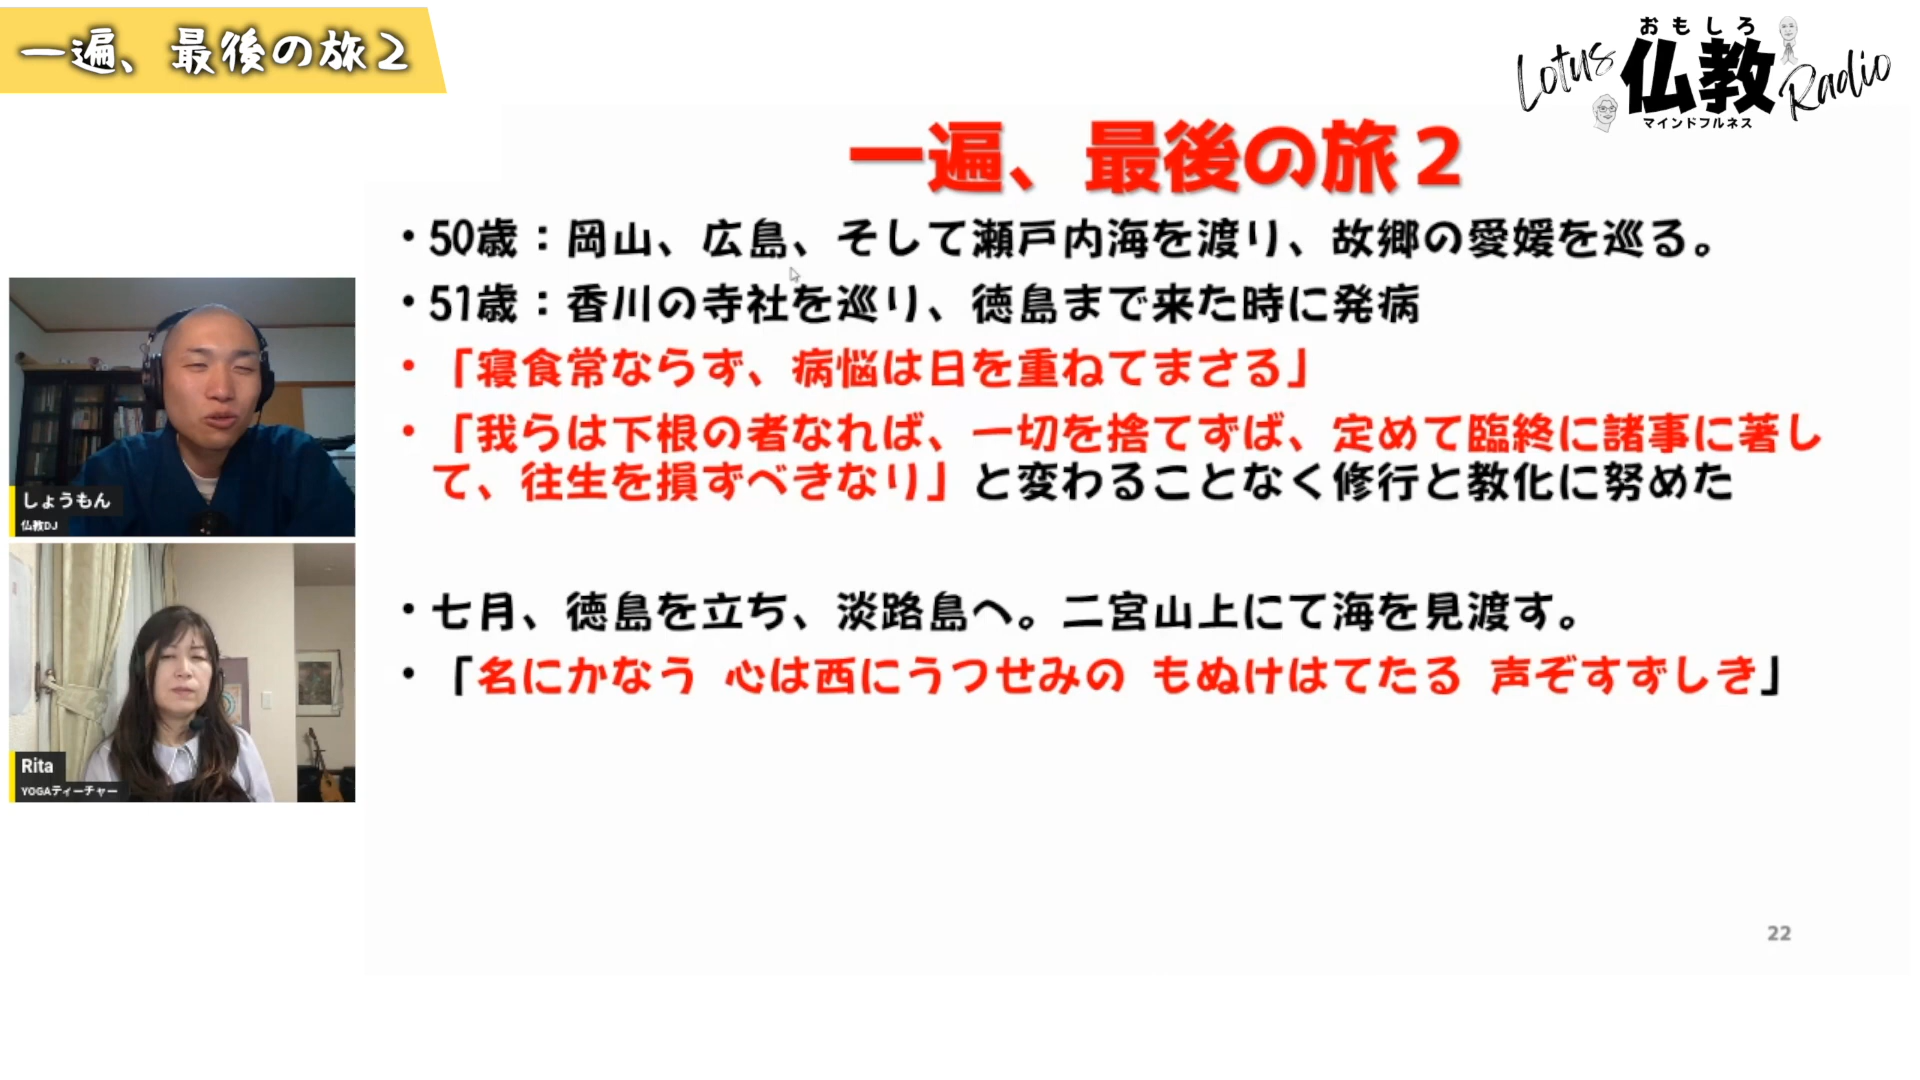 一遍、最後の旅２
おもしろ
Lotus 仏教 Radio
マインドフルネス
一遍、最後の旅２
・50歳：岡山、広島、そして瀬戸内海を渡り、故郷の愛媛を巡る。
・51歳：香川の寺社を巡り、徳島まで来た時に発病
・「寝食常ならず、病悩は日を重ねてまさる」
・「我らは下根の者なれば、一切を捨てずば、定めて臨終に諸事に著し
て、往生を損ずべきなり」と変わることなく修行と教化に努めた
・七月、徳島を立ち、淡路島へ。二宮山上にて海を見渡す。
・「名にかなう 心は西にうつせみの もぬけはてたる 声ぞすずしき」
しょうもん
仏教DJ
Rita
YOGAティーチャー
22